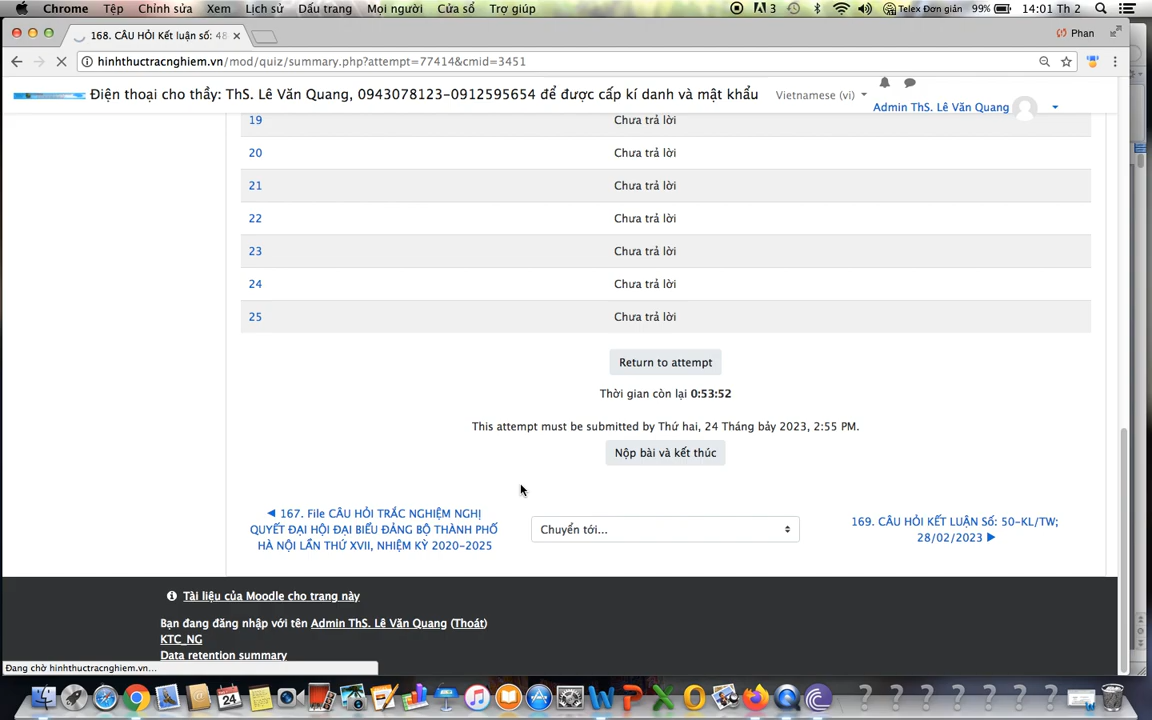 Chrome Tệp Chỉnh sửa Xem Lịch sử Dấu trang Mọi người Cửa sổ Trợ giúp 3 Telex Đơn giản 99% 14:01 Th 2
168. CÂU HỎI Kết luận số: 48 Phan
hinhthuctracnghiem.vn/mod/quiz/summary.php?attempt=77414&cmid=3451
Điện thoại cho thầy: ThS. Lê Văn Quang, 0943078123-0912595654 để được cấp kí danh và mật khẩu Vietnamese (vi)
Admin ThS. Lê Văn Quang
19 Chưa trả lời
20 Chưa trả lời
21 Chưa trả lời
22 Chưa trả lời
23 Chưa trả lời
24 Chưa trả lời
25 Chưa trả lời
Return to attempt
Thời gian còn lại 0:53:52
This attempt must be submitted by Thứ hai, 24 Tháng bảy 2023, 2:55 PM.
Nộp bài và kết thúc
◄ 167. File CÂU HỎI TRẮC NGHIỆM NGHỊ
QUYẾT ĐẠI HỘI ĐẠI BIỂU ĐẢNG BỘ THÀNH PHỐ
HÀ NỘI LẦN THỨ XVII, NHIỆM KỲ 2020-2025
Chuyển tới...
169. CÂU HỎI KẾT LUẬN Số: 50-KL/TW;
28/02/2023 ►
Tài liệu của Moodle cho trang này
Bạn đang đăng nhập với tên Admin ThS. Lê Văn Quang (Thoát)
KTC_NG
Data retention summary
Đang chờ hinhthuctracnghiem.vn...